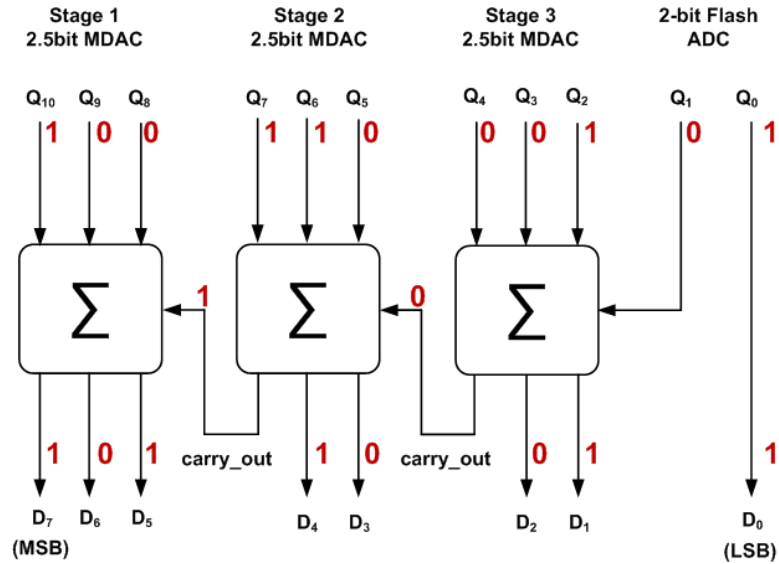 Stage 1 Stage 2 Stage 3 2-bit Flash
2.5bit MDAC 2.5bit MDAC 2.5bit MDAC ADC
Q₁₀ Q₉ Q₈ Q₇ Q₆ Q₅ Q₄ Q₃ Q₂ Q₁ Q₀
1 0 0 1 1 0 0 0 1 0 1
Σ Σ Σ
1 0
1 0 1 1 0 0 1 1
carry_out carry_out
D₇ D₆ D₅ D₄ D₃ D₂ D₁ D₀
(MSB) (LSB)